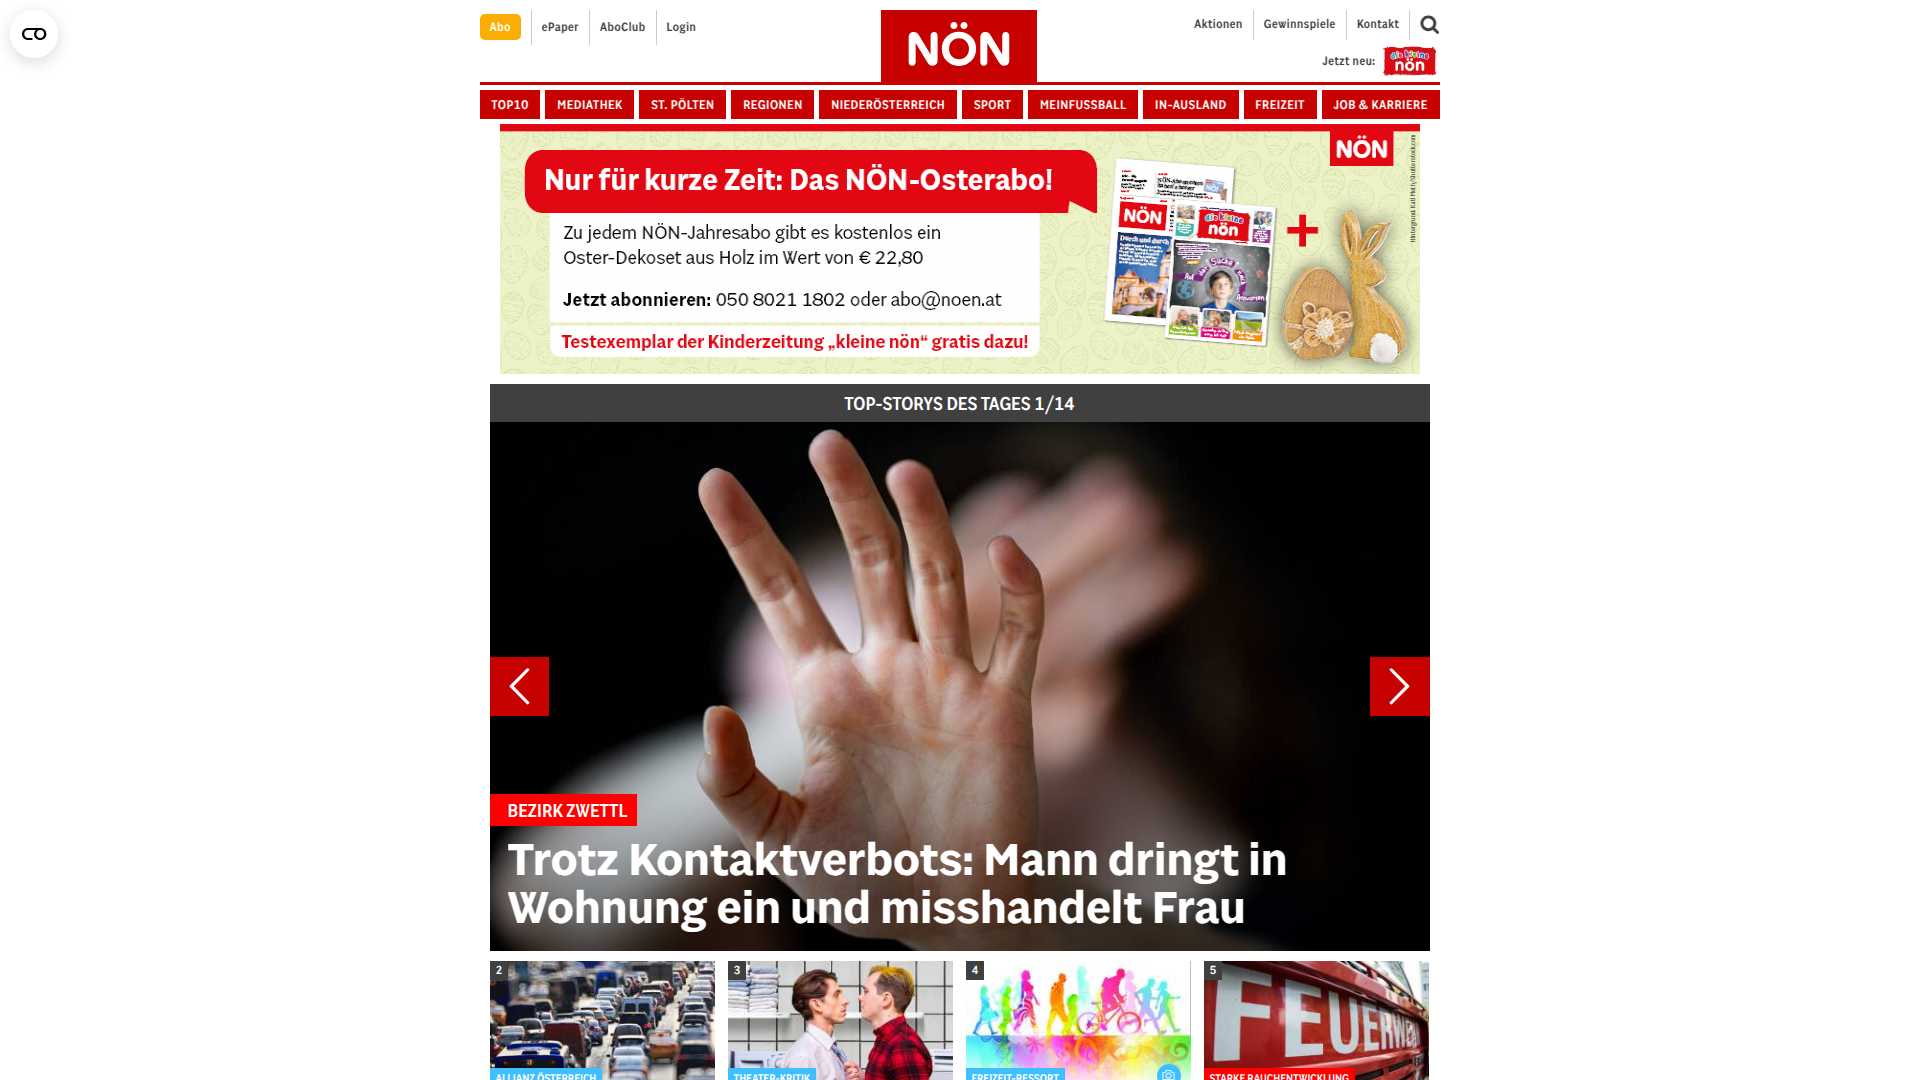 Abo
ePaper
AboClub
Login
NÖN
Aktionen
Gewinnspiele
Kontakt
Jetzt neu:
die kleine
nön
TOP10
MEDIATHEK
ST. PÖLTEN
REGIONEN
NIEDERÖSTERREICH
SPORT
MEINFUSSBALL
IN-AUSLAND
FREIZEIT
JOB & KARRIERE
Nur für kurze Zeit: Das NÖN-Osterabo!
Zu jedem NÖN-Jahresabo gibt es kostenlos ein
Oster-Dekoset aus Holz im Wert von € 22,80
Jetzt abonnieren: 050 8021 1802 oder abo@noen.at
Testexemplar der Kinderzeitung „kleine nön“ gratis dazu!
NÖN
NÖN
Durch und durch
die kleine
nön
+
TOP-STORYS DES TAGES 1/14
BEZIRK ZWETTL
Trotz Kontaktverbots: Mann dringt in
Wohnung ein und misshandelt Frau
2
ALLIANZ ÖSTERREICH
3
THEATER-KRITIK
4
FREIZEIT-RESSORT
5
FEUERW
STARKE RAUCHENTWICKLUNG